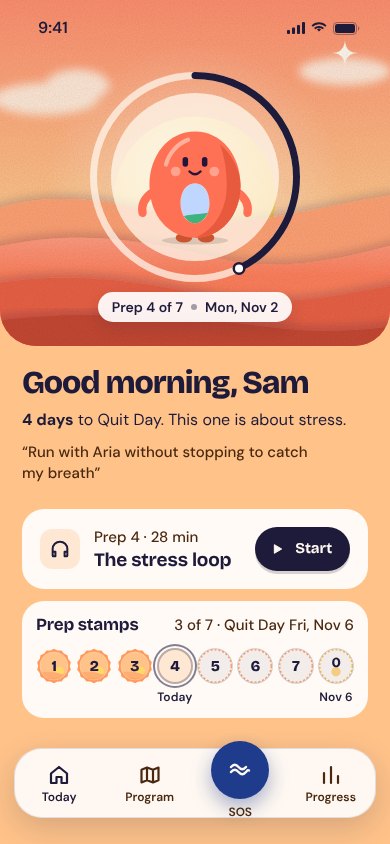 9:41
Prep 4 of 7 • Mon, Nov 2
Good morning, Sam
4 days to Quit Day. This one is about stress.
“Run with Aria without stopping to catch
my breath”
Prep 4 · 28 min
The stress loop
Start
Prep stamps
3 of 7 · Quit Day Fri, Nov 6
1 2 3 4 5 6 7 0
Today
Nov 6
Today
Program
SOS
Progress